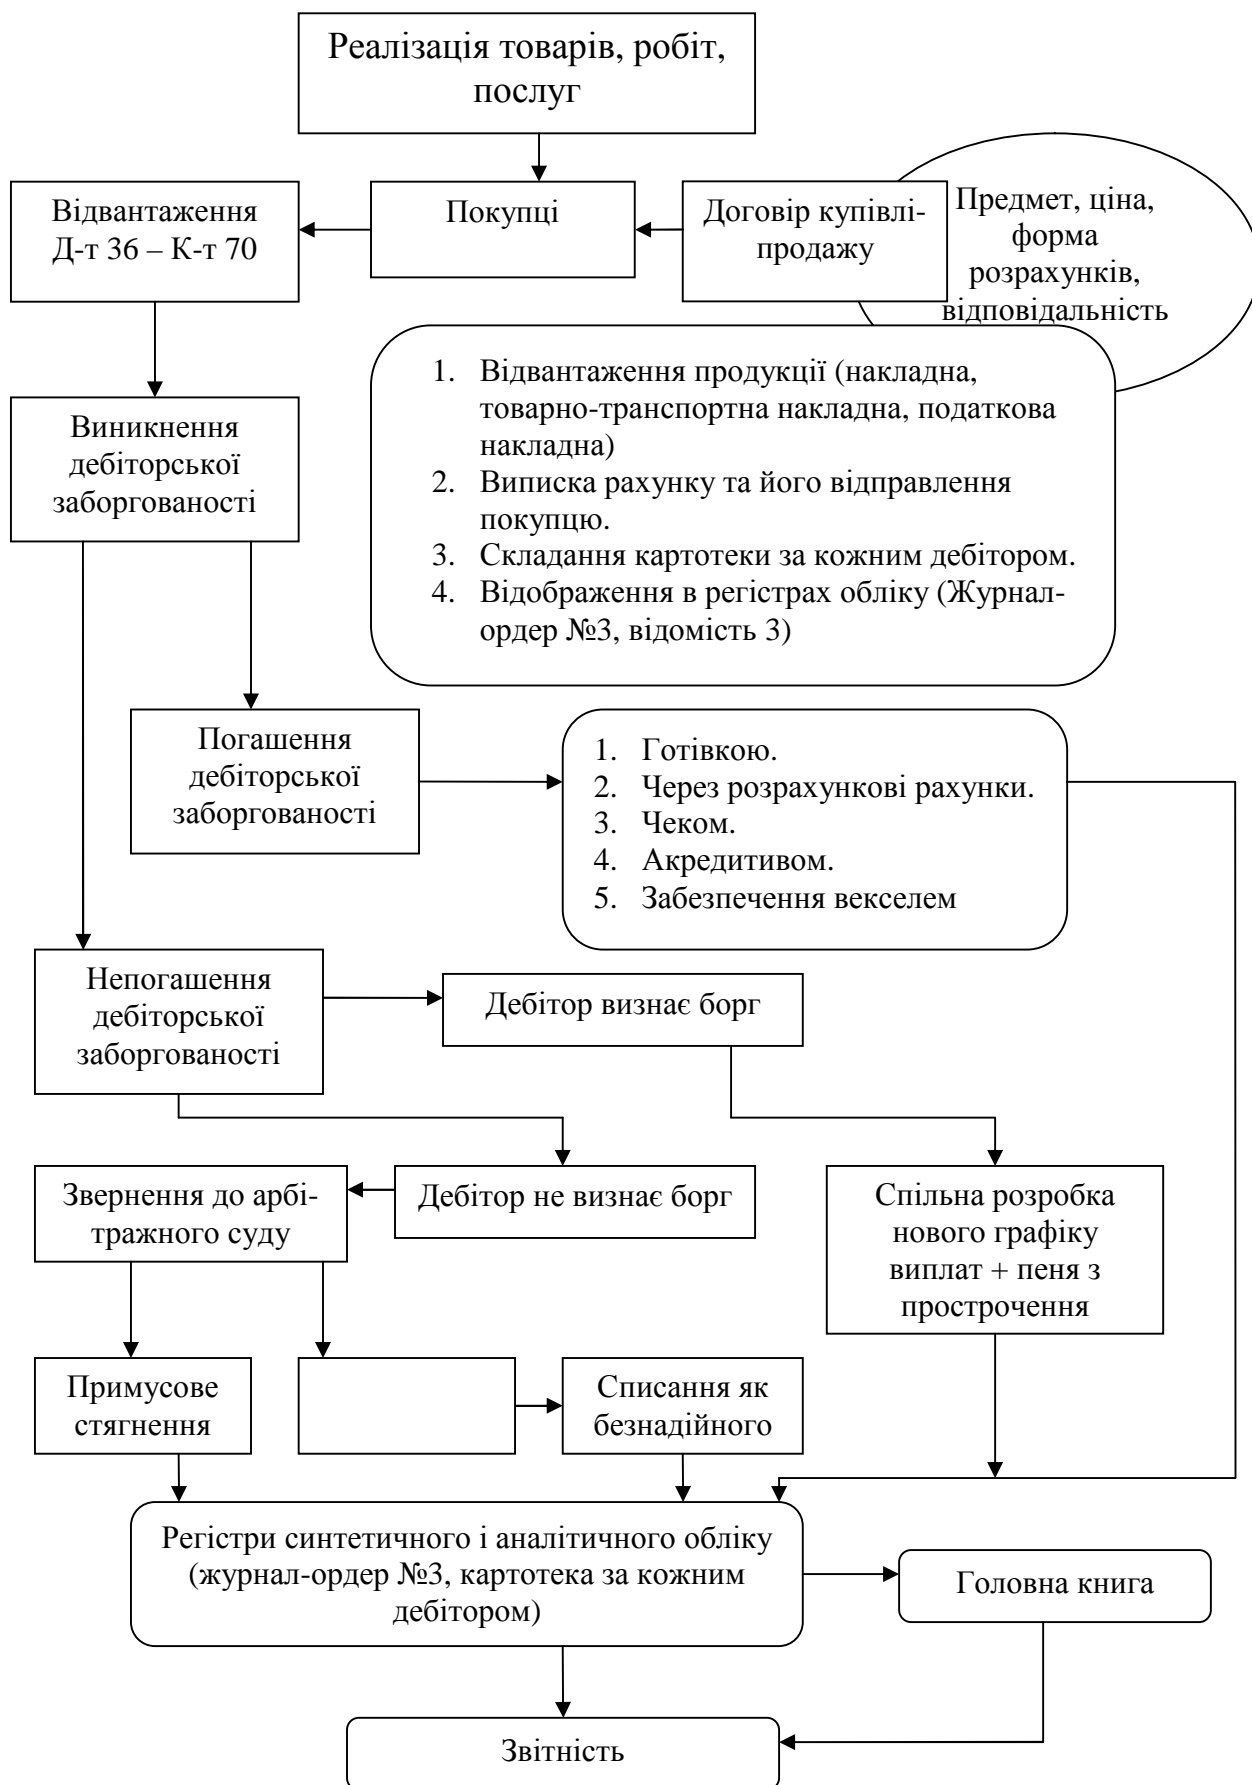 Реалізація товарів, робіт,
послуг
Відвантаження
Д-т 36 – К-т 70
Покупці
Договір купівлі-
продажу
Предмет, ціна,
форма
розрахунків,
відповідальність
1. Відвантаження продукції (накладна,
товарно-транспортна накладна, податкова
накладна)
2. Виписка рахунку та його відправлення
покупцю.
3. Складання картотеки за кожним дебітором.
4. Відображення в регістрах обліку (Журнал-
ордер №3, відомість 3)
Виникнення
дебіторської
заборгованості
Погашення
дебіторської
заборгованості
1. Готівкою.
2. Через розрахункові рахунки.
3. Чеком.
4. Акредитивом.
5. Забезпечення векселем
Непогашення
дебіторської
заборгованості
Дебітор визнає борг
Звернення до арбі-
тражного суду
Дебітор не визнає борг
Спільна розробка
нового графіку
виплат + пеня з
прострочення
Примусове
стягнення
Списання як
безнадійного
Регістри синтетичного і аналітичного обліку
(журнал-ордер №3, картотека за кожним
дебітором)
Головна книга
Звітність